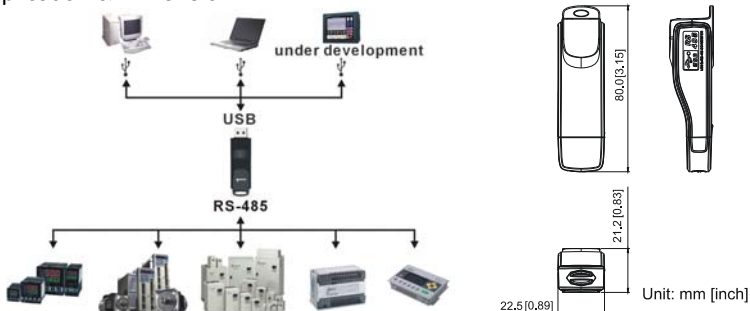 under development
USB
RS-485
80.0[3.15]
21.2 [0.83]
22.5 [0.89]
Unit: mm [inch]